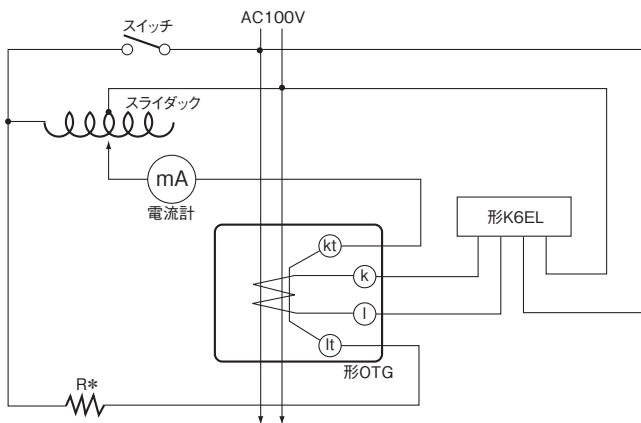 AC100V
スイッチ
スライダック
mA
電流計
形K6EL
kt
k
l
lt
形OTG
R*